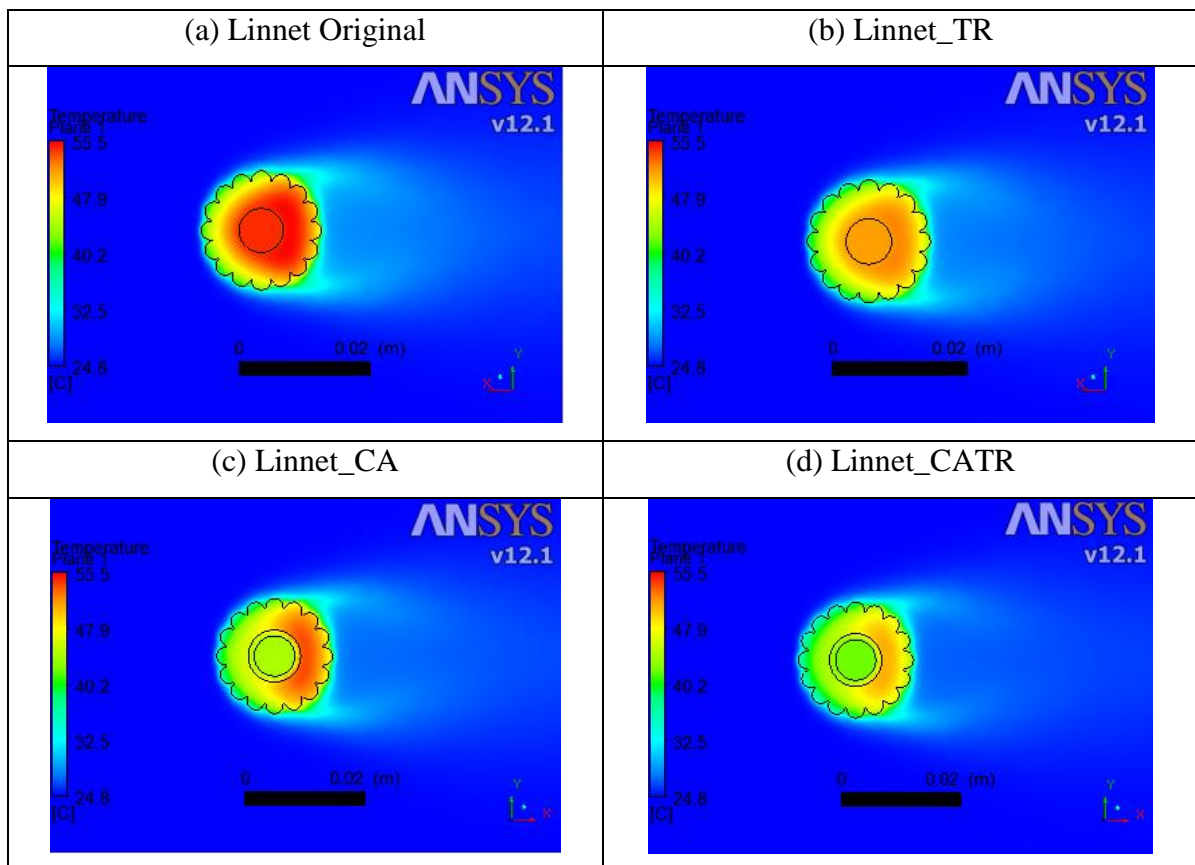 (a) Linnet Original
(b) Linnet_TR
ANSYS
v12.1
Temperature
Plane 1
55.5
47.9
40.2
32.5
24.8
[C]
0 0.02 (m)
Y
X
ANSYS
v12.1
Temperature
Plane 1
55.5
47.9
40.2
32.5
24.8
[C]
0 0.02 (m)
Y
X
(c) Linnet_CA
(d) Linnet_CATR
ANSYS
v12.1
Temperature
Plane 1
55.5
47.9
40.2
32.5
24.8
[C]
0 0.02 (m)
Y
X
ANSYS
v12.1
Temperature
Plane 1
55.5
47.9
40.2
32.5
24.8
[C]
0 0.02 (m)
Y
X